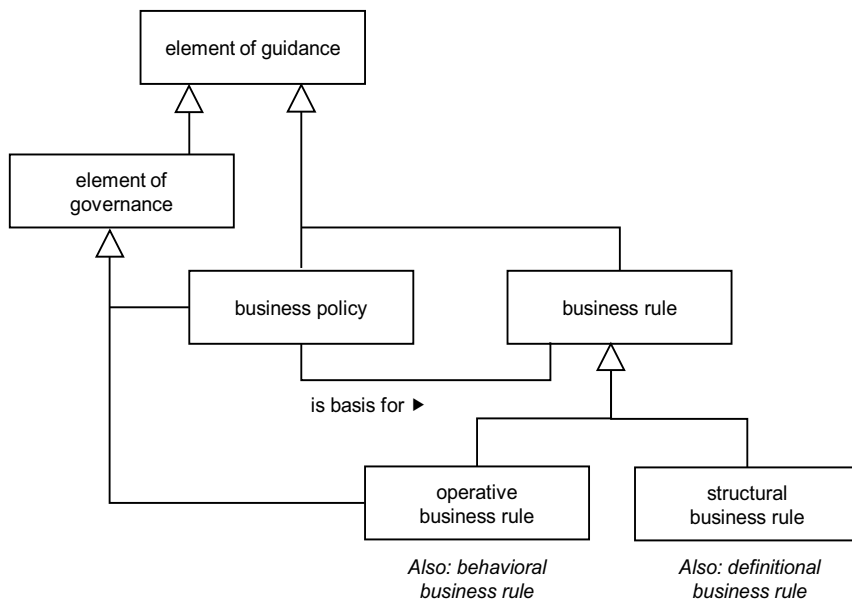 element of guidance
element of
governance
business policy
business rule
is basis for ▶
operative
business rule
structural
business rule
Also: behavioral
business rule
Also: definitional
business rule